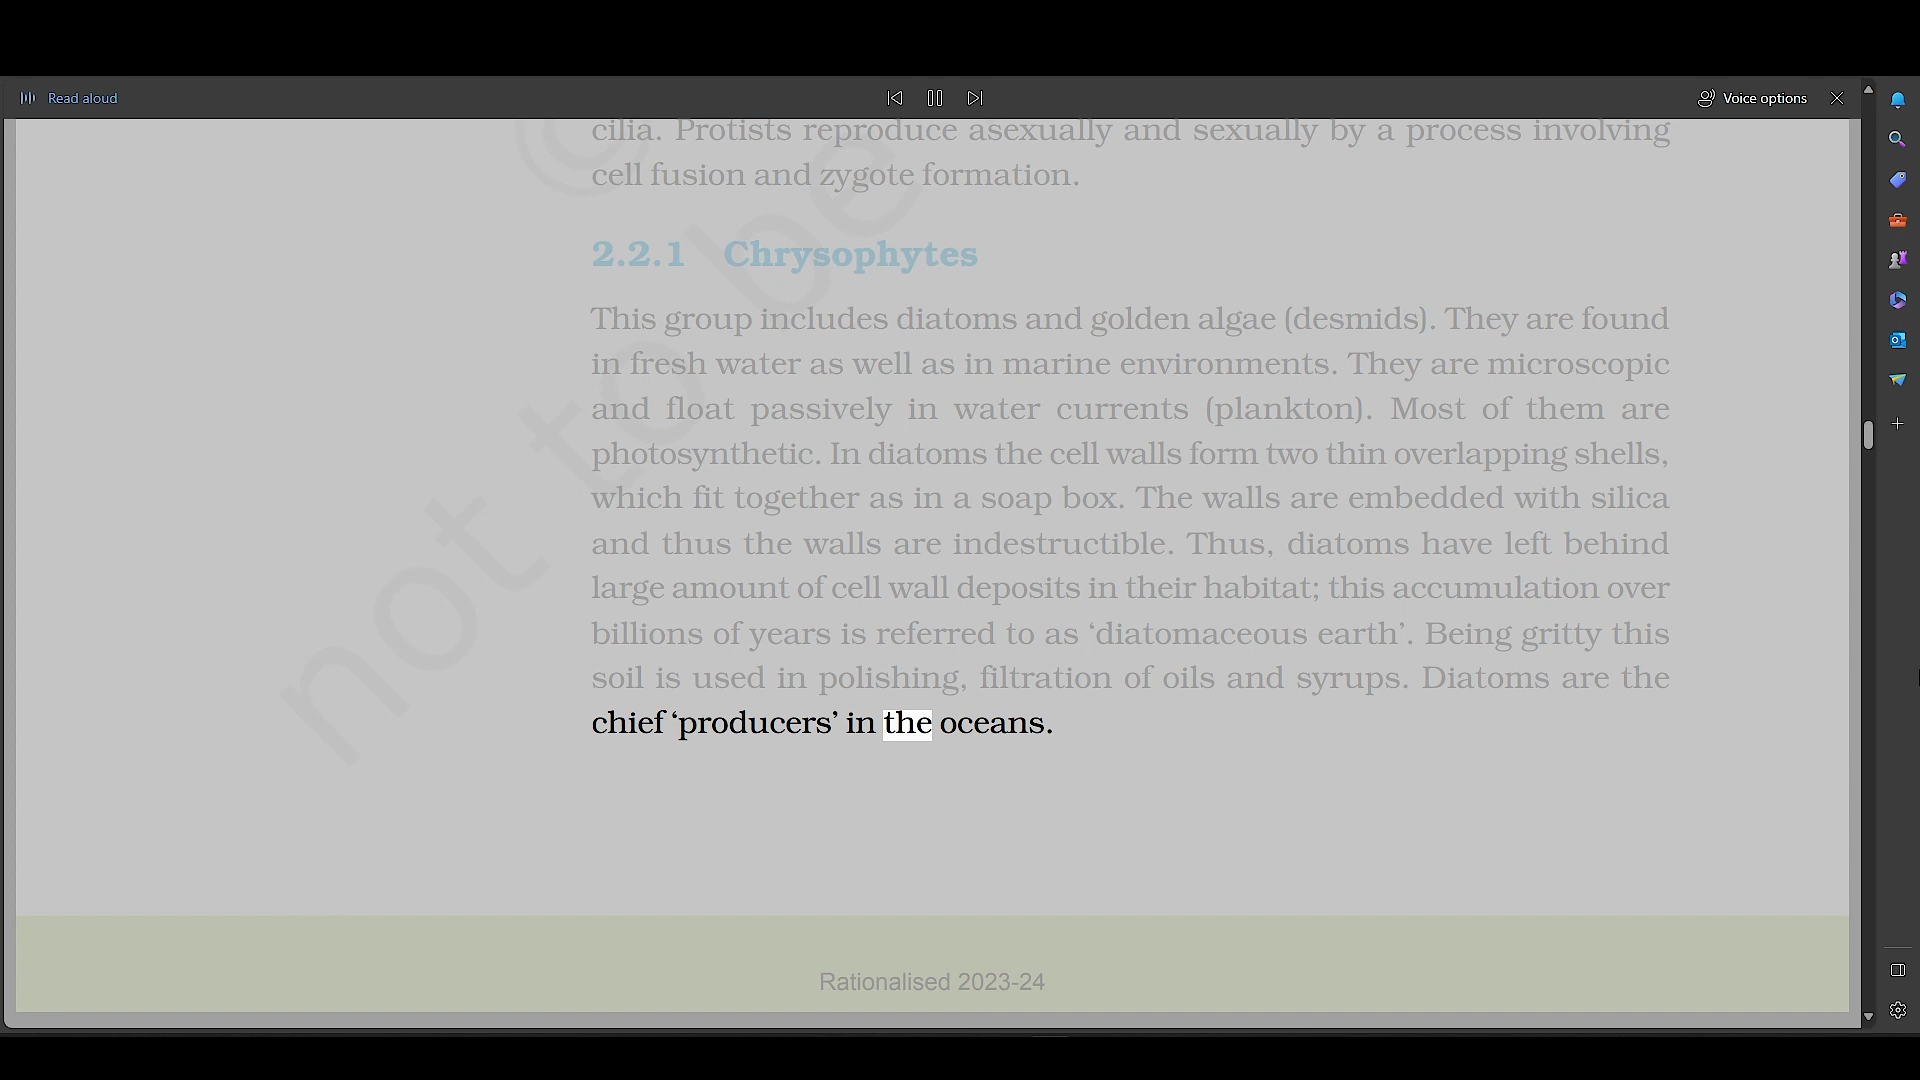 Read aloud
Voice options
cilia. Protists reproduce asexually and sexually by a process involving
cell fusion and zygote formation.
2.2.1 Chrysophytes
This group includes diatoms and golden algae (desmids). They are found
in fresh water as well as in marine environments. They are microscopic
and float passively in water currents (plankton). Most of them are
photosynthetic. In diatoms the cell walls form two thin overlapping shells,
which fit together as in a soap box. The walls are embedded with silica
and thus the walls are indestructible. Thus, diatoms have left behind
large amount of cell wall deposits in their habitat; this accumulation over
billions of years is referred to as ‘diatomaceous earth’. Being gritty this
soil is used in polishing, filtration of oils and syrups. Diatoms are the
chief ‘producers’ in the oceans.
©
not to be
Rationalised 2023-24